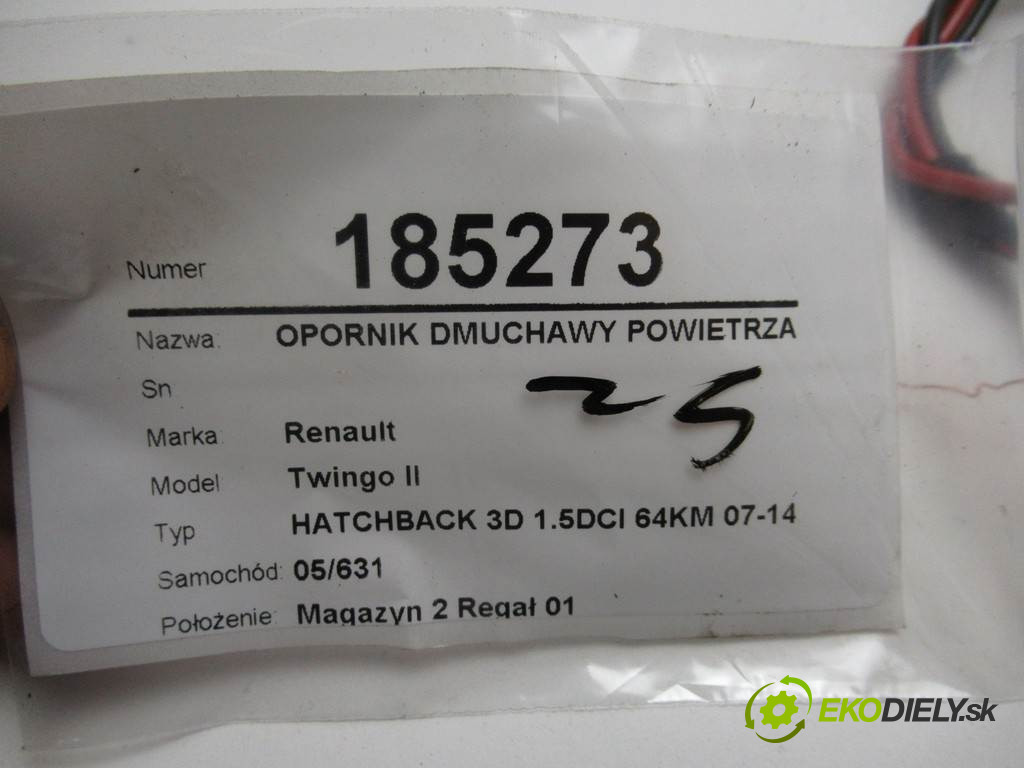 Numer 185273
Nazwa: OPORNIK DMUCHAWY POWIETRZA
Sn
25
Marka: Renault
Model Twingo II
Typ HATCHBACK 3D 1.5DCI 64KM 07-14
Samochód: 05/631
Położenie: Magazyn 2 Regał 01
EKODIELY.sk